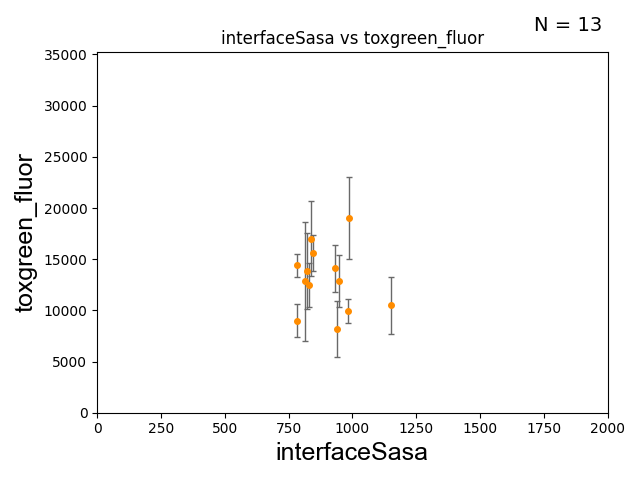 N = 13
interfaceSasa vs toxgreen_fluor
35000
30000
25000
20000
15000
10000
5000
0
toxgreen_fluor
0 250 500 750 1000 1250 1500 1750 2000
interfaceSasa